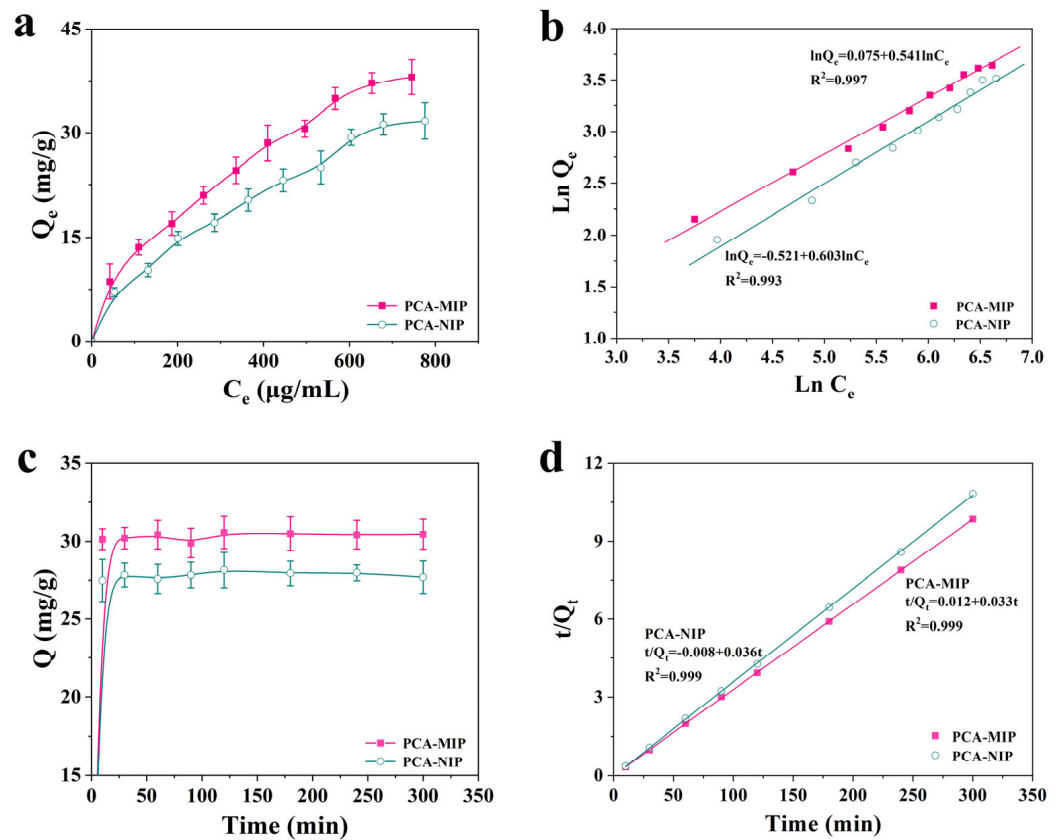 a
45
30
15
0
Qe (mg/g)
0 200 400 600 800
Ce (μg/mL)
PCA-MIP
PCA-NIP
b
4.0
3.5
3.0
2.5
2.0
1.5
1.0
Ln Qe
lnQe=0.075+0.541lnCe
R2=0.997
lnQe=-0.521+0.603lnCe
R2=0.993
PCA-MIP
PCA-NIP
3.0 3.5 4.0 4.5 5.0 5.5 6.0 6.5 7.0
Ln Ce
c
35
30
25
20
15
Q (mg/g)
PCA-MIP
PCA-NIP
0 50 100 150 200 250 300 350
Time (min)
d
12
9
6
3
0
t/Qt
PCA-MIP
t/Qt=0.012+0.033t
R2=0.999
PCA-NIP
t/Qt=-0.008+0.036t
R2=0.999
PCA-MIP
PCA-NIP
0 50 100 150 200 250 300 350
Time (min)